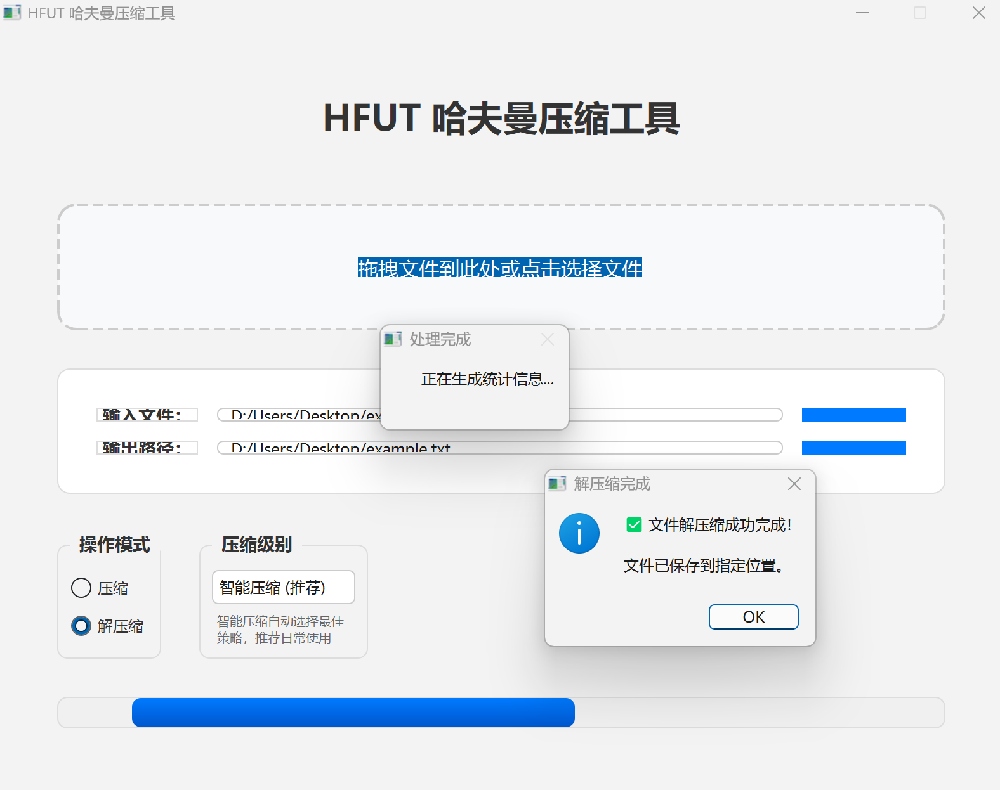 HFUT 哈夫曼压缩工具
HFUT 哈夫曼压缩工具
拖拽文件到此处或点击选择文件
处理完成
正在生成统计信息...
输入文件：
D:/Users/Desktop/ex
输出路径：
D:/Users/Desktop/example.txt
解压缩完成
✅ 文件解压缩成功完成！
文件已保存到指定位置。
OK
操作模式
压缩
解压缩
压缩级别
智能压缩 (推荐)
智能压缩自动选择最佳
策略，推荐日常使用